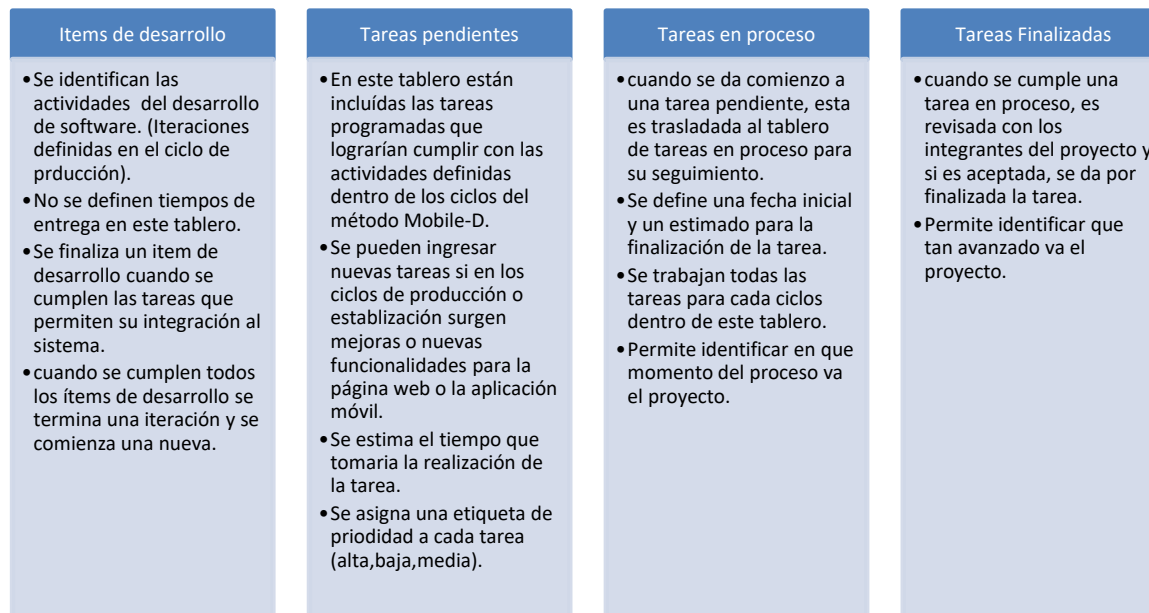 Items de desarrollo
•Se identifican las
actividades del desarrollo
de software. (Iteraciones
definidas en el ciclo de
prducción).
•No se definen tiempos de
entrega en este tablero.
•Se finaliza un item de
desarrollo cuando se
cumplen las tareas que
permiten su integración al
sistema.
•cuando se cumplen todos
los ítems de desarrollo se
termina una iteración y se
comienza una nueva.
Tareas pendientes
•En este tablero están
incluídas las tareas
programadas que
lograrían cumplir con las
actividades definidas
dentro de los ciclos del
método Mobile-D.
•Se pueden ingresar
nuevas tareas si en los
ciclos de producción o
establización surgen
mejoras o nuevas
funcionalidades para la
página web o la aplicación
móvil.
•Se estima el tiempo que
tomaria la realización de
la tarea.
•Se asigna una etiqueta de
priodidad a cada tarea
(alta,baja,media).
Tareas en proceso
•cuando se da comienzo a
una tarea pendiente, esta
es trasladada al tablero
de tareas en proceso para
su seguimiento.
•Se define una fecha inicial
y un estimado para la
finalización de la tarea.
•Se trabajan todas las
tareas para cada ciclos
dentro de este tablero.
•Permite identificar en que
momento del proceso va
el proyecto.
Tareas Finalizadas
•cuando se cumple una
tarea en proceso, es
revisada con los
integrantes del proyecto y
si es aceptada, se da por
finalizada la tarea.
•Permite identificar que
tan avanzado va el
proyecto.